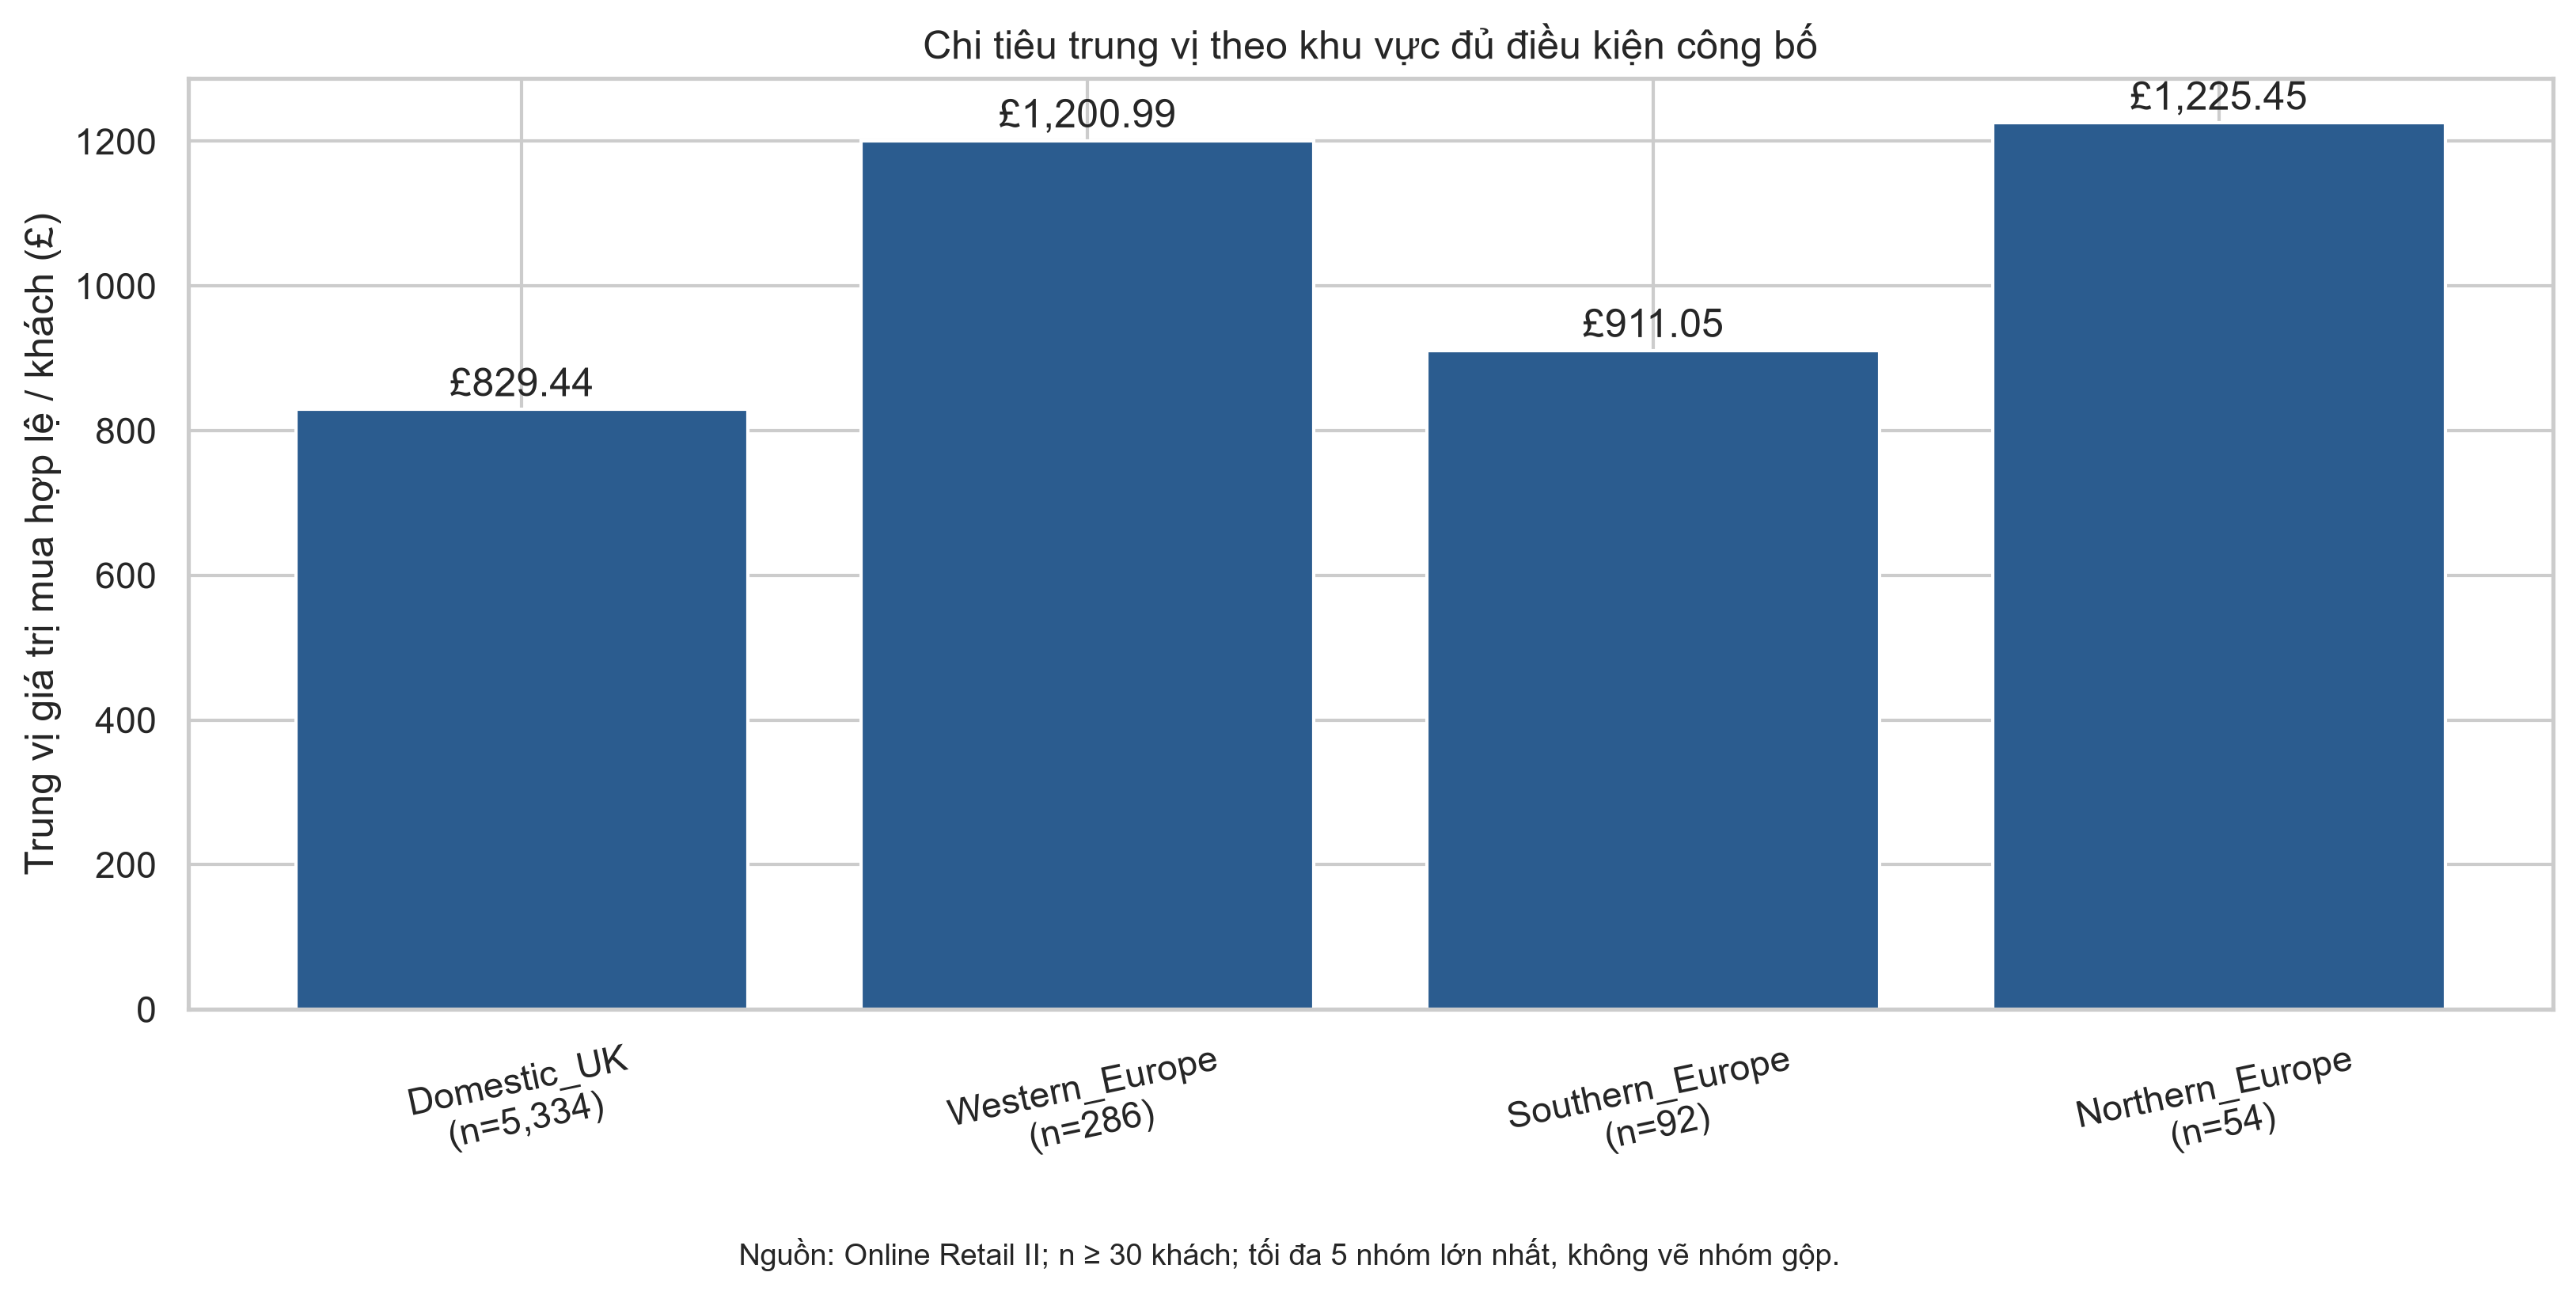 Chi tiêu trung vị theo khu vực đủ điều kiện công bố
Trung vị giá trị mua hợp lệ / khách (£)
1200
1000
800
600
400
200
0
£829.44
£1,200.99
£911.05
£1,225.45
Domestic_UK
(n=5,334)
Western_Europe
(n=286)
Southern_Europe
(n=92)
Northern_Europe
(n=54)
Nguồn: Online Retail II; n ≥ 30 khách; tối đa 5 nhóm lớn nhất, không vẽ nhóm gộp.